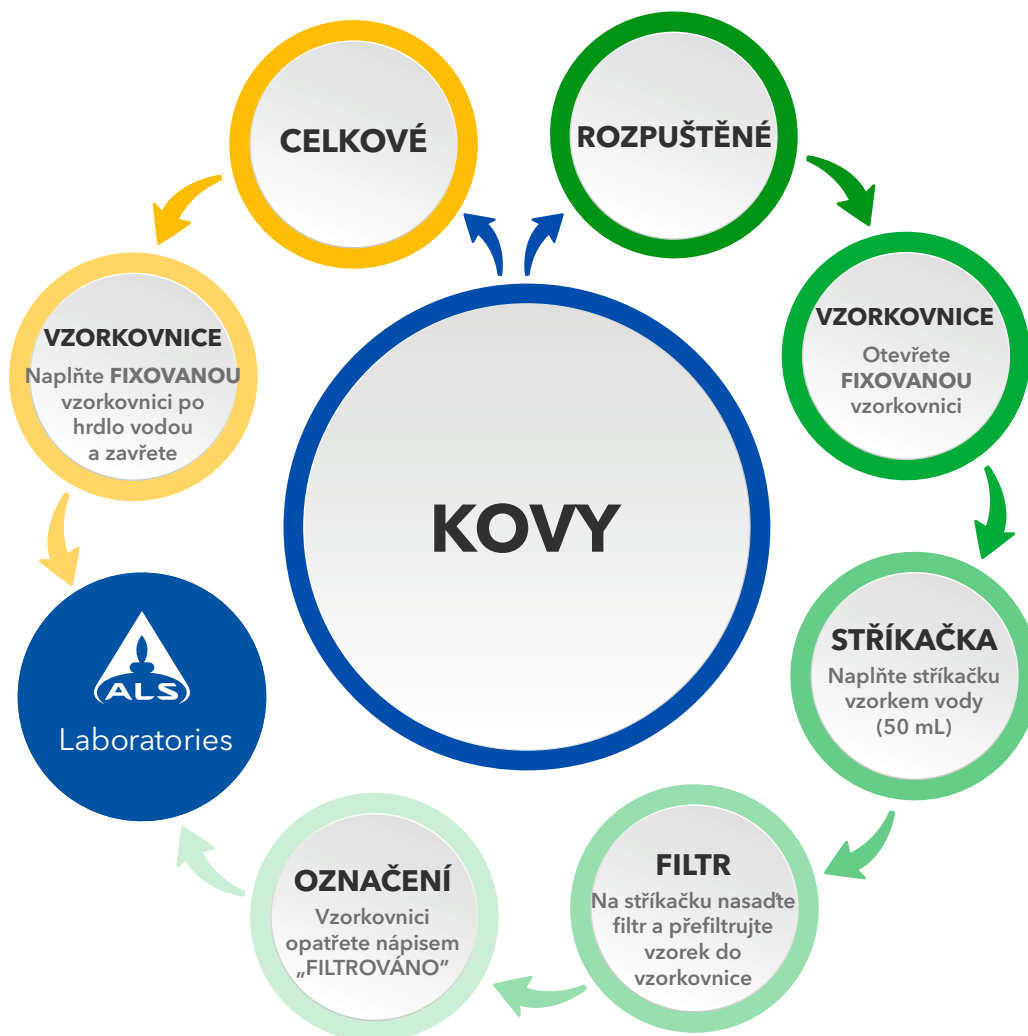 CELKOVÉ
ROZPUŠTĚNÉ
VZORKOVNICE
Naplňte FIXOVANOU
vzorkovnici po
hrdlo vodou
a zavřete
VZORKOVNICE
Otevřete
FIXOVANOU
vzorkovnici
KOVY
ALS
Laboratories
STŘÍKAČKA
Naplňte stříkačku
vzorkem vody
(50 mL)
OZNAČENÍ
Vzorkovnici
opatřete nápisem
„FILTROVÁNO“
FILTR
Na stříkačku nasaďte
filtr a přefiltrujte
vzorek do
vzorkovnice